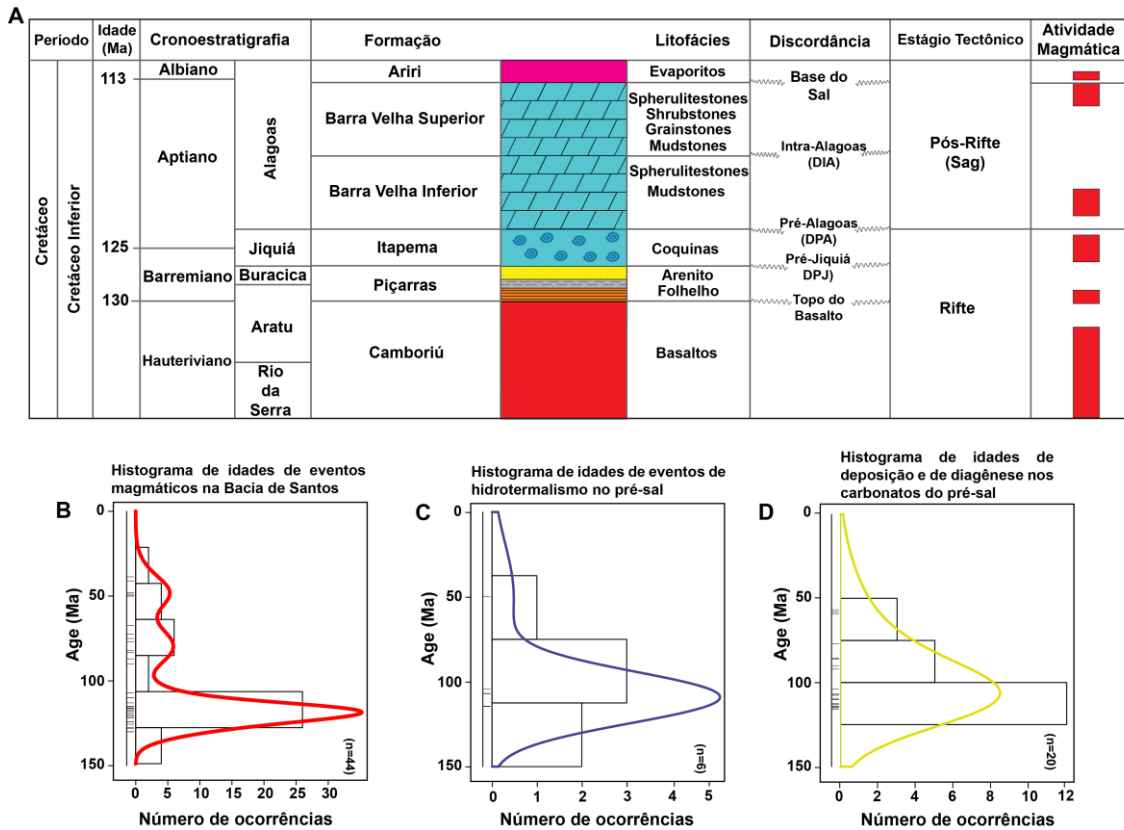 A
Período
Idade
(Ma)
Cronoestratigrafia
Formação
Litofácies
Discordância
Estágio Tectônico
Atividade
Magmática
Cretáceo
Cretáceo Inferior
113
125
130
Albiano
Aptiano
Barremiano
Hauteriviano
Alagoas
Jiquiá
Buracica
Aratu
Rio
da
Serra
Ariri
Barra Velha Superior
Barra Velha Inferior
Itapema
Piçarras
Camboriú
Evaporitos
Spherulitestones
Shrubstones
Grainstones
Mudstones
Spherulitestones
Mudstones
Coquinas
Arenito
Folhelho
Basaltos
Base do
Sal
Intra-Alagoas
(DIA)
Pré-Alagoas
(DPA)
Pré-Jiquiá
DPJ)
Topo do
Basalto
Pós-Rifte
(Sag)
Rifte
Histograma de idades de eventos
magmáticos na Bacia de Santos
B
0
50
100
150
Age (Ma)
(n=44)
0 5 10 15 20 25 30
Número de ocorrências
Histograma de idades de eventos de
hidrotermalismo no pré-sal
C
0
50
100
150
Age (Ma)
(n=6)
0 1 2 3 4 5
Número de ocorrências
Histograma de idades de
deposição e de diagênese nos
carbonatos do pré-sal
D
0
50
100
150
Age (Ma)
(n=20)
0 2 4 6 8 10 12
Número de ocorrências